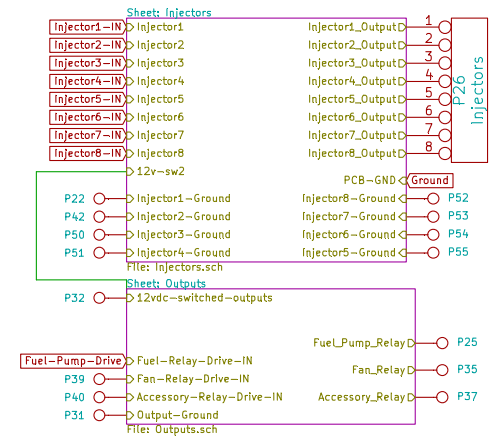 Sheet: Injectors
Injector1-IN Injector1 Injector1_Output 1
Injector2-IN Injector2 Injector2_Output 2
Injector3-IN Injector3 Injector3_Output 3
Injector4-IN Injector4 Injector4_Output 4
Injector5-IN Injector5 Injector5_Output 5
Injector6-IN Injector6 Injector6_Output 6
Injector7-IN Injector7 Injector7_Output 7
Injector8-IN Injector8 Injector8_Output 8
P26
INJECTORS
12v-sw2
PCB-GND Ground
P22 Injector1-Ground Injector8-Ground P52
P42 Injector2-Ground Injector7-Ground P53
P50 Injector3-Ground Injector6-Ground P54
P51 Injector4-Ground Injector5-Ground P55
File: Injectors.sch
Sheet: Outputs
P32 12vdc-switched-outputs
Fuel_Pump_Relay P25
Fuel-Pump-Drive Fuel-Relay-Drive-IN
Fan_Relay P35
P39 Fan-Relay-Drive-IN
P40 Accessory-Relay-Drive-IN Accessory_Relay P37
P31 Output-Ground
File: Outputs.sch